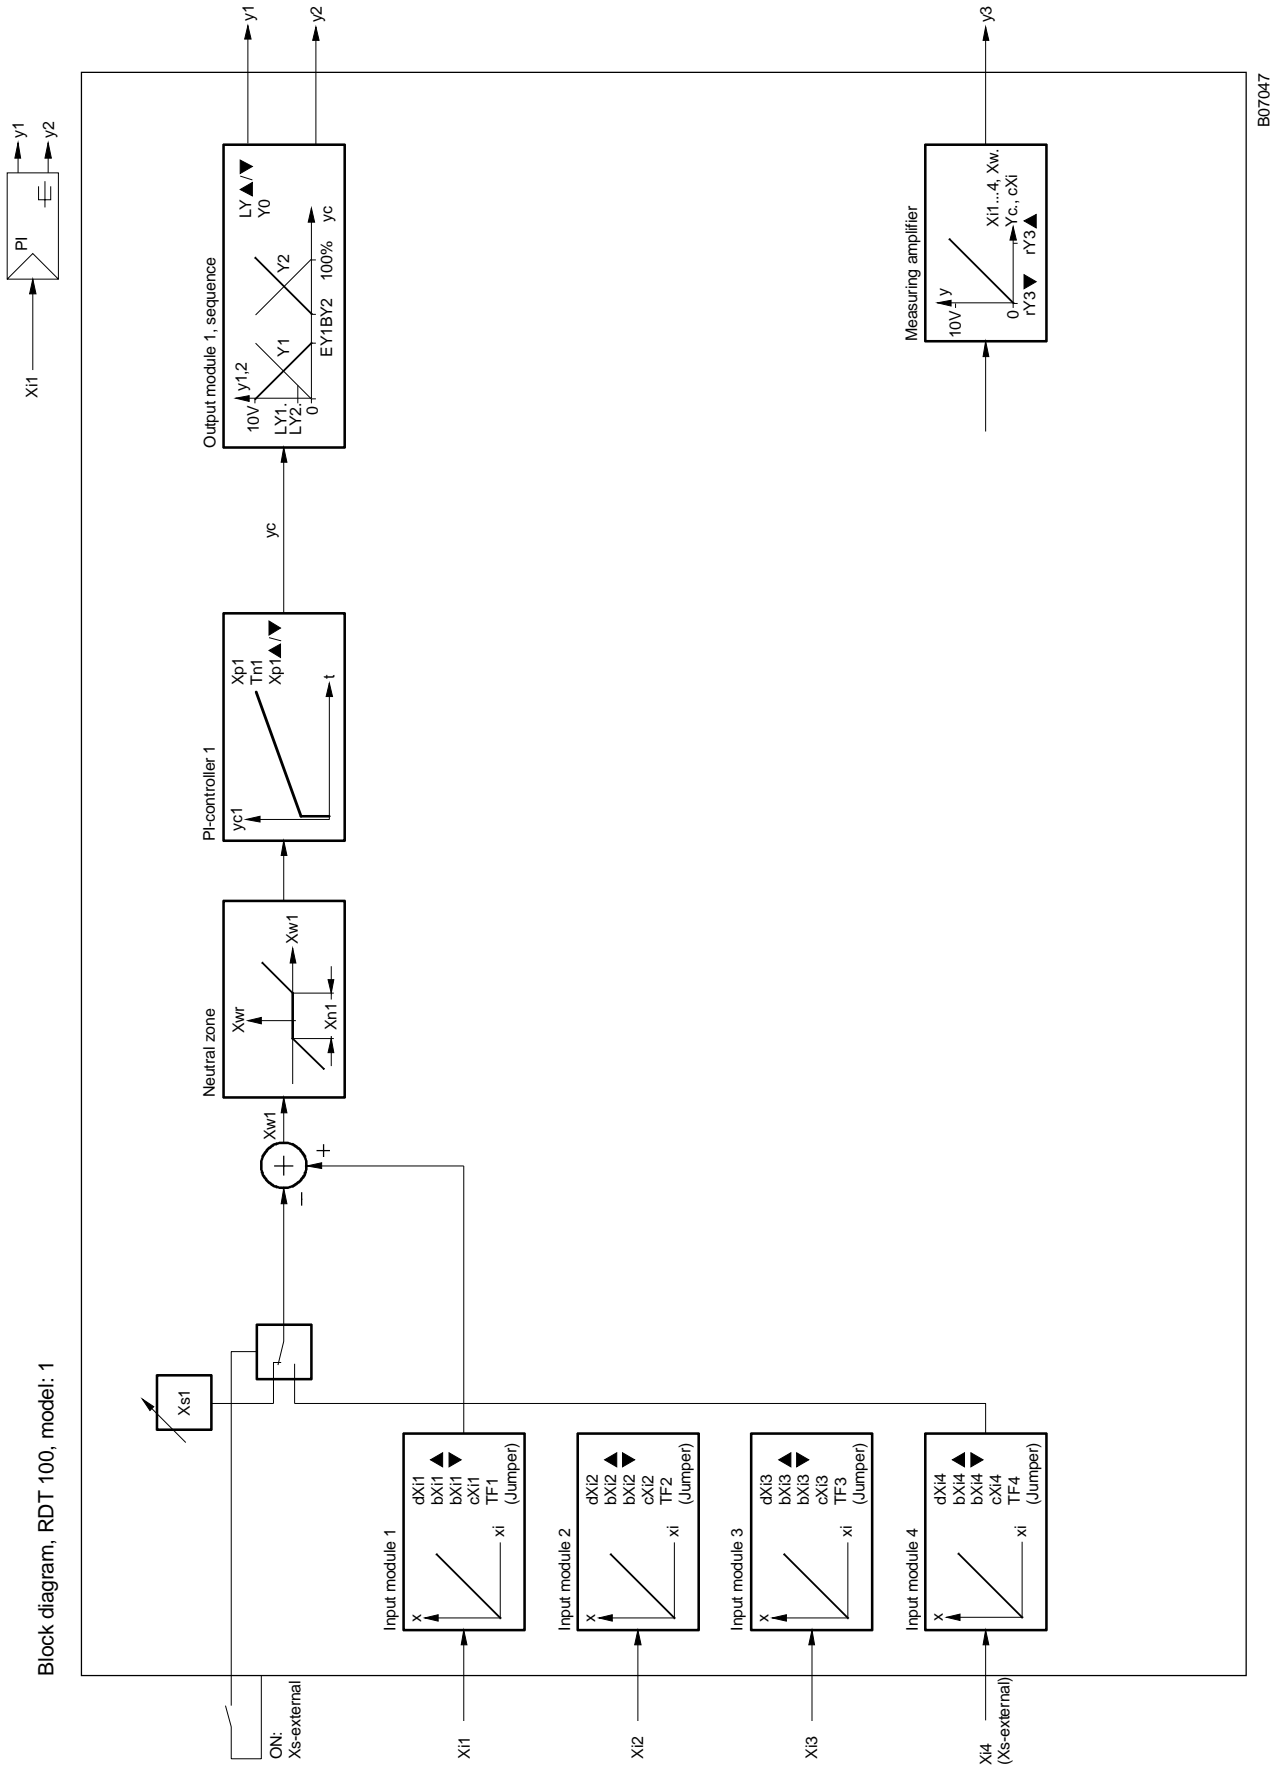 Block diagram, RDT 100, model: 1
Xi1
PI
y1
y2
ON:
Xs-external
Xs1
Xw1
+
−
+
Neutral zone
Xwr
Xw1
Xn1
PI-controller 1
yc1
Xp1
Tn1
Xp1▲/▼
t
yc
Output module 1, sequence
10V
y1,2
LY1.
LY2.
0
Y1
Y2
EY1BY2
100%
yc
LY▲/▼
Y0
y1
y2
Xi1
Input module 1
x
xi
dXi1
bXi1▲
bXi1▼
cXi1
TF1
(Jumper)
Xi2
Input module 2
x
xi
dXi2
bXi2▲
bXi2▼
cXi2
TF2
(Jumper)
Xi3
Input module 3
x
xi
dXi3
bXi3▲
bXi3▼
cXi3
TF3
(Jumper)
Xi4
(Xs-external)
Input module 4
x
xi
dXi4
bXi4▲
bXi4▼
cXi4
TF4
(Jumper)
Measuring amplifier
10V
y
0
Xi1...4, Xw.
Yc., cXi
rY3▼ rY3▲
y3
B07047